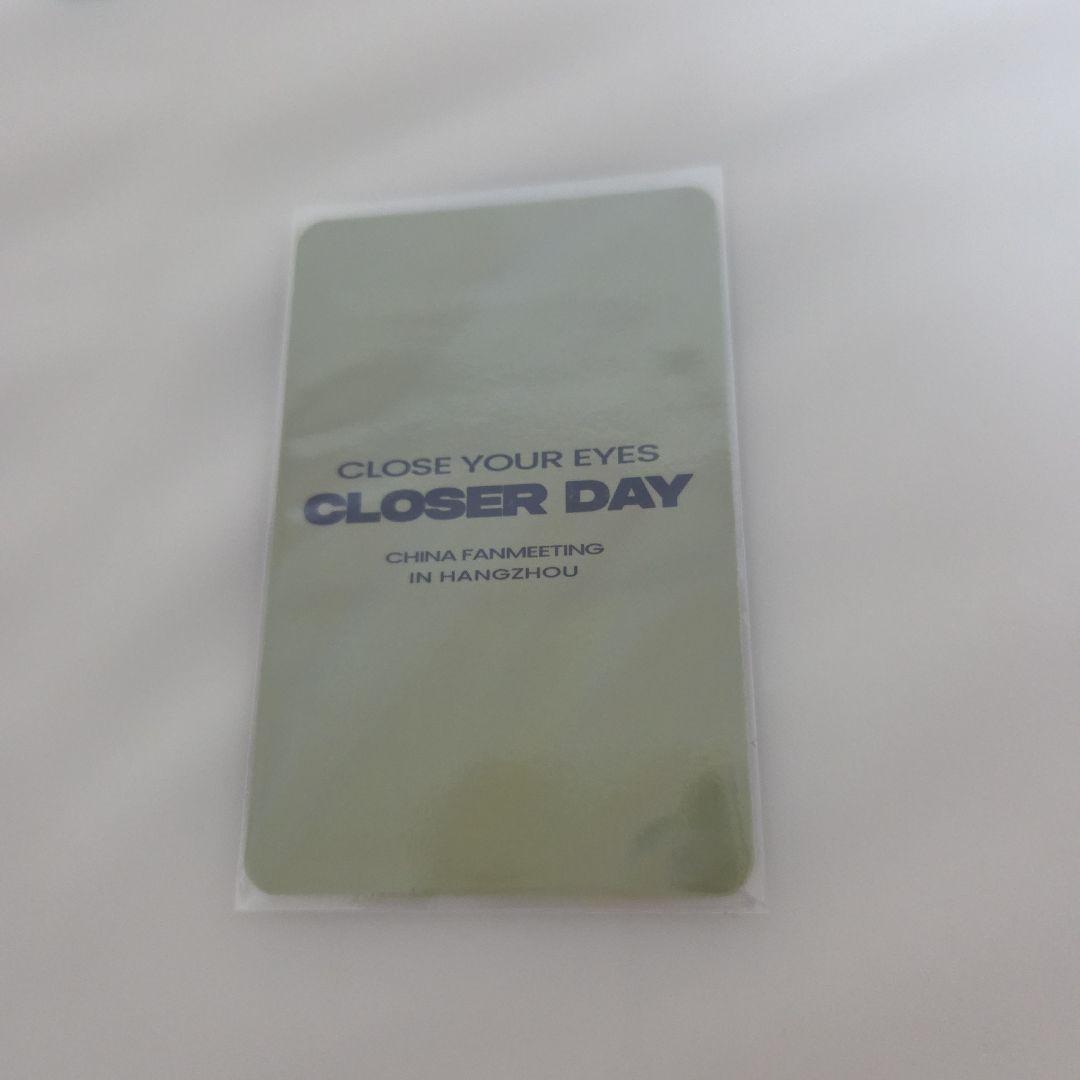 CLOSE YOUR EYES
CLOSER DAY
CHINA FANMEETING
IN HANGZHOU